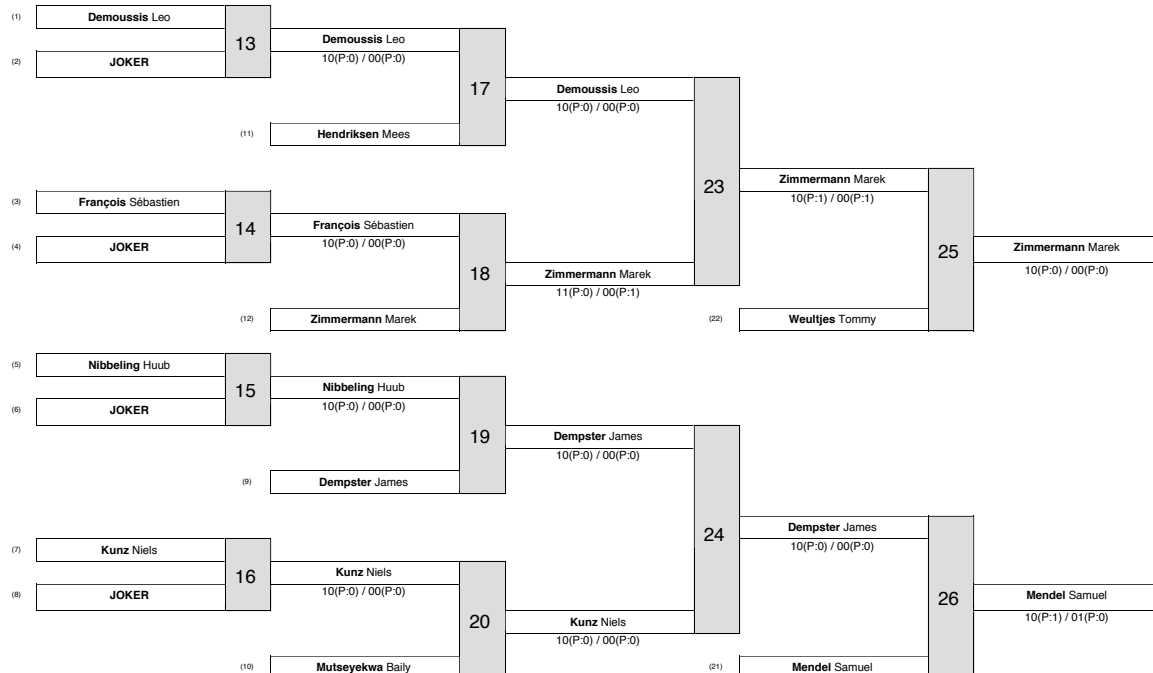 (1) Demoussis Leo
13
Demoussis Leo
(2) JOKER
10(P:0) / 00(P:0)
17
Demoussis Leo
10(P:0) / 00(P:0)
(11) Hendriksen Mees
23
Zimmermann Marek
10(P:1) / 00(P:1)
(3) François Sébastien
14
François Sébastien
(4) JOKER
10(P:0) / 00(P:0)
18
Zimmermann Marek
11(P:0) / 00(P:1)
(12) Zimmermann Marek
25
Zimmermann Marek
10(P:0) / 00(P:0)
(22) Weultjes Tommy
(5) Nibbeling Huub
15
Nibbeling Huub
(6) JOKER
10(P:0) / 00(P:0)
19
Dempster James
10(P:0) / 00(P:0)
(9) Dempster James
24
Dempster James
10(P:0) / 00(P:0)
(7) Kunz Niels
16
Kunz Niels
(8) JOKER
10(P:0) / 00(P:0)
20
Kunz Niels
10(P:0) / 00(P:0)
(10) Mutseyekwa Baily
26
Mendel Samuel
10(P:1) / 01(P:0)
(21) Mendel Samuel